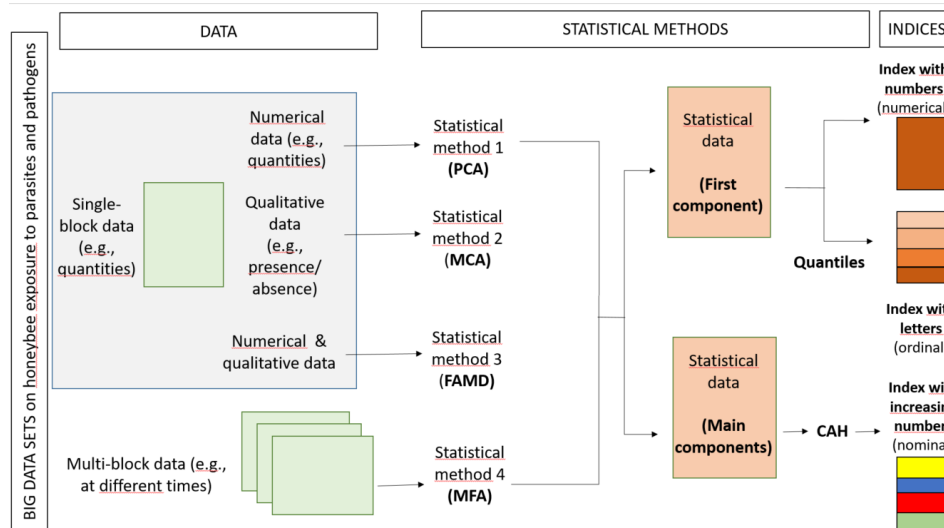 BIG DATA SETS on honeybee exposure to parasites and pathogens
DATA
STATISTICAL METHODS
INDICES
Single-
block data
(e.g.,
quantities)
Numerical
data (e.g.,
quantities)
Qualitative
data
(e.g.,
presence/
absence)
Numerical & 
qualitative data
Multi-block data (e.g.,
at different times)
Statistical
method 1
(PCA)
Statistical
method 2
(MCA)
Statistical
method 3
(FAMD)
Statistical
method 4
(MFA)
Statistical
data
(First
component)
Statistical
data
(Main
components)
Quantiles
CAH
Index with
numbers
(numerical
Index wit
letters
(ordinal
Index wi
increasin
number
(nomina